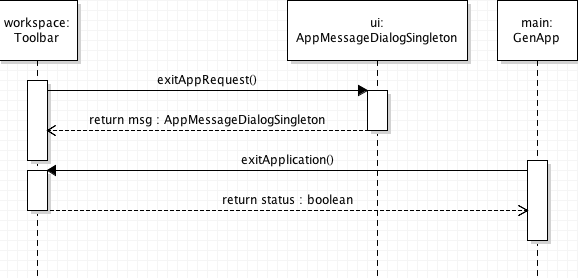 workspace:
Toolbar
ui:
AppMessageDialogSingleton
main:
GenApp
exitAppRequest()
return msg : AppMessageDialogSingleton
exitApplication()
return status : boolean